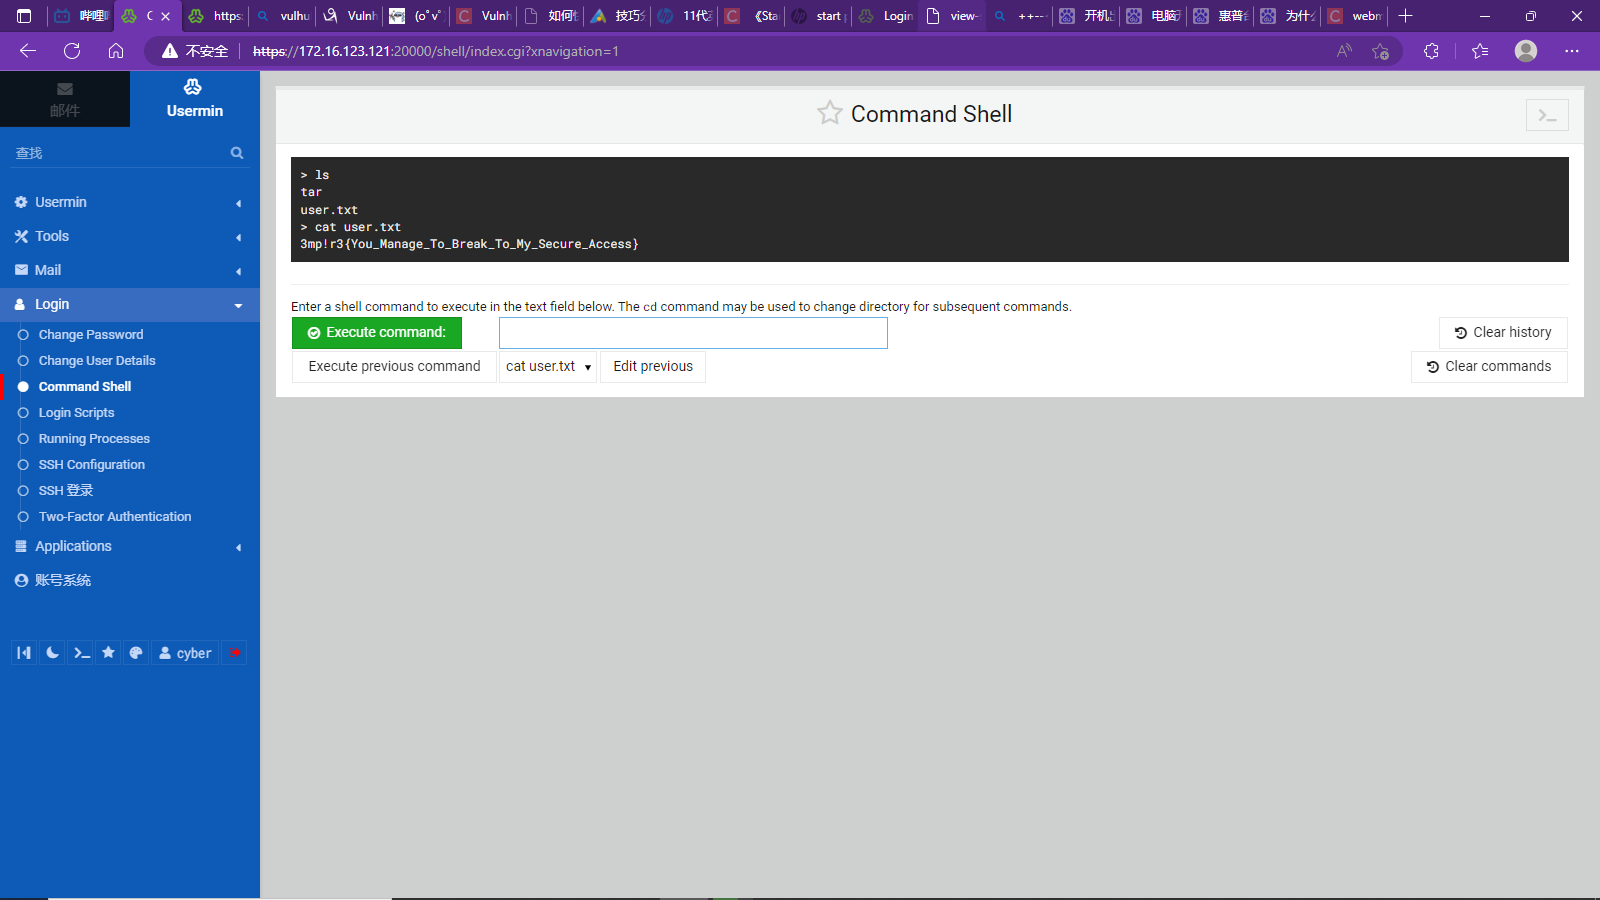 哔哩
C
https:
vulhu
Vulnh
(o°v°
Vulnh
如何
技巧
11代
《Sta
start p
Login
view-
++---
开机
电脑
惠普
为什么
webm
不安全
https://172.16.123.121:20000/shell/index.cgi?xnavigation=1
邮件
Usermin
查找
Usermin
Tools
Mail
Login
Change Password
Change User Details
Command Shell
Login Scripts
Running Processes
SSH Configuration
SSH 登录
Two-Factor Authentication
Applications
账号系统
cyber
Command Shell
> ls
tar
user.txt
> cat user.txt
3mp!r3{You_Manage_To_Break_To_My_Secure_Access}
Enter a shell command to execute in the text field below. The cd command may be used to change directory for subsequent commands.
Execute command:
Clear history
Execute previous command
cat user.txt
Edit previous
Clear commands